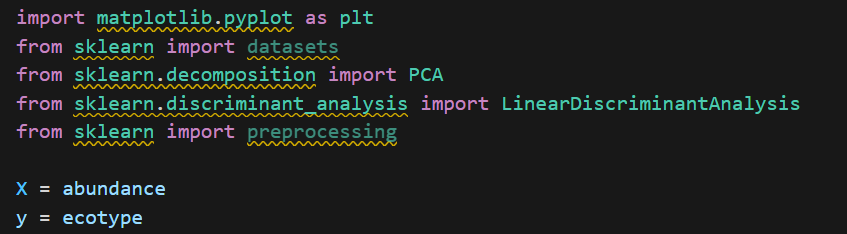 import matplotlib.pyplot as plt
from sklearn import datasets
from sklearn.decomposition import PCA
from sklearn.discriminant_analysis import LinearDiscriminantAnalysis
from sklearn import preprocessing
X = abundance
y = ecotype